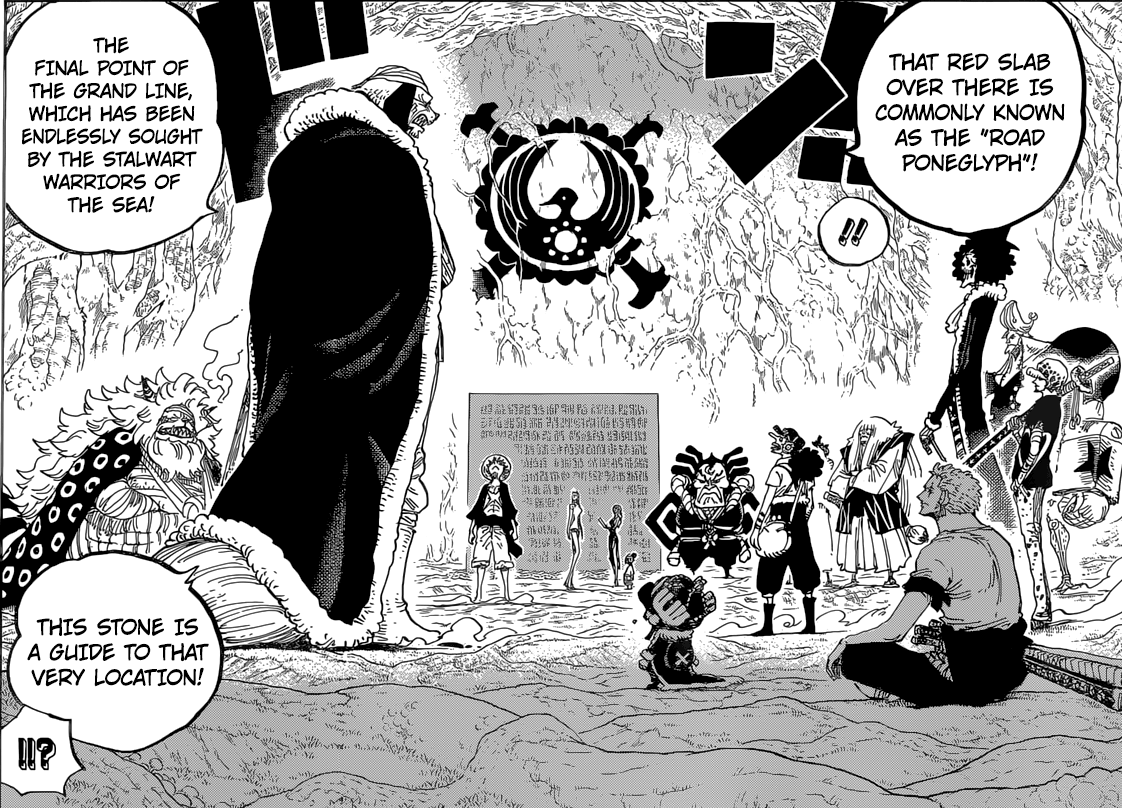 THAT RED SLAB
OVER THERE IS
COMMONLY KNOWN
AS THE "ROAD
PONEGLYPH"!
!!
THE
FINAL POINT OF
THE GRAND LINE,
WHICH HAS BEEN
ENDLESSLY SOUGHT
BY THE STALWART
WARRIORS OF
THE SEA!
THIS STONE IS
A GUIDE TO THAT
VERY LOCATION!
!!?